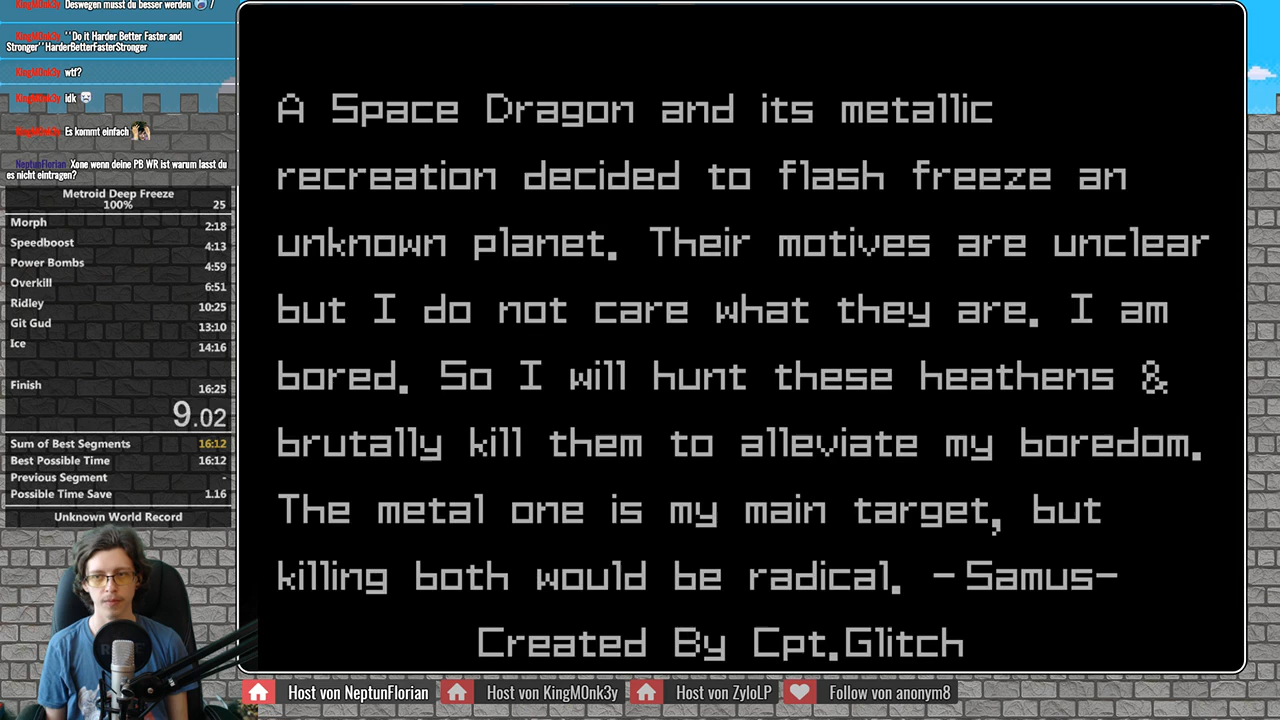 KingM0nk3y Deswegen musst du besser werden /
KingM0nk3y ''Do it Harder Better Faster and
Stronger''HarderBetterFasterStronger
KingM0nk3y wtf?
KingM0nk3y idk
KingM0nk3y Es kommt einfach
NeptunFlorian Xone wenn deine PB WR ist warum lasst du
es nicht eintragen?
Metroid Deep Freeze
100% 25
Morph 2:18
Speedboost 4:13
Power Bombs 4:59
Overkill 6:51
Ridley 10:25
Git Gud 13:10
Ice 14:16
Finish 16:25
9.02
Sum of Best Segments 16:12
Best Possible Time 16:12
Previous Segment -
Possible Time Save 1.16
Unknown World Record
A Space Dragon and its metallic
recreation decided to flash freeze an
unknown planet. Their motives are unclear
but I do not care what they are. I am
bored. So I will hunt these heathens &
brutally kill them to alleviate my boredom.
The metal one is my main target, but
killing both would be radical. -Samus-
Created By Cpt.Glitch
Host von NeptunFlorian
Host von KingM0nk3y
Host von ZyloLP
Follow von anonym8